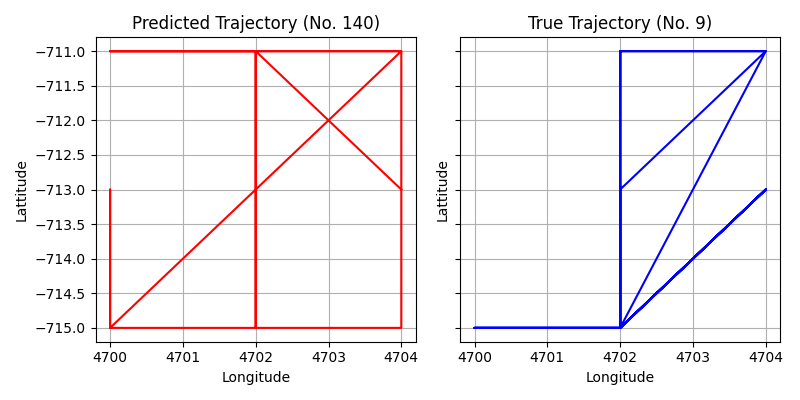 Predicted Trajectory (No. 140)
True Trajectory (No. 9)
Lattitude
−711.0
−711.5
−712.0
−712.5
−713.0
−713.5
−714.0
−714.5
−715.0
4700 4701 4702 4703 4704
Longitude
Lattitude
4700 4701 4702 4703 4704
Longitude